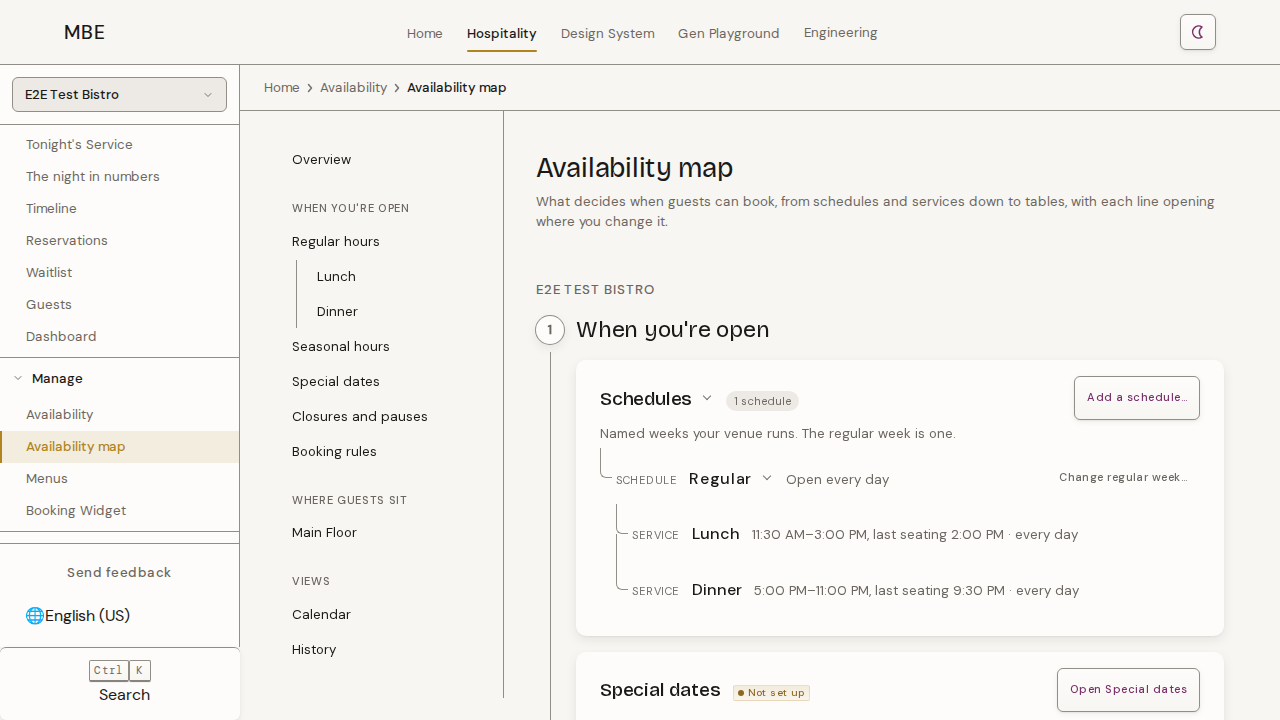 MBE
Home
Hospitality
Design System
Gen Playground
Engineering
E2E Test Bistro
Tonight's Service
The night in numbers
Timeline
Reservations
Waitlist
Guests
Dashboard
Manage
Availability
Availability map
Menus
Booking Widget
Send feedback
English (US)
Ctrl K
Search
Home
Availability
Availability map
Overview
WHEN YOU'RE OPEN
Regular hours
Lunch
Dinner
Seasonal hours
Special dates
Closures and pauses
Booking rules
WHERE GUESTS SIT
Main Floor
VIEWS
Calendar
History
Availability map
What decides when guests can book, from schedules and services down to tables, with each line opening
where you change it.
E2E TEST BISTRO
1 When you're open
Schedules 1 schedule Add a schedule…
Named weeks your venue runs. The regular week is one.
SCHEDULE Regular Open every day Change regular week…
SERVICE Lunch 11:30 AM–3:00 PM, last seating 2:00 PM · every day
SERVICE Dinner 5:00 PM–11:00 PM, last seating 9:30 PM · every day
Special dates Not set up Open Special dates